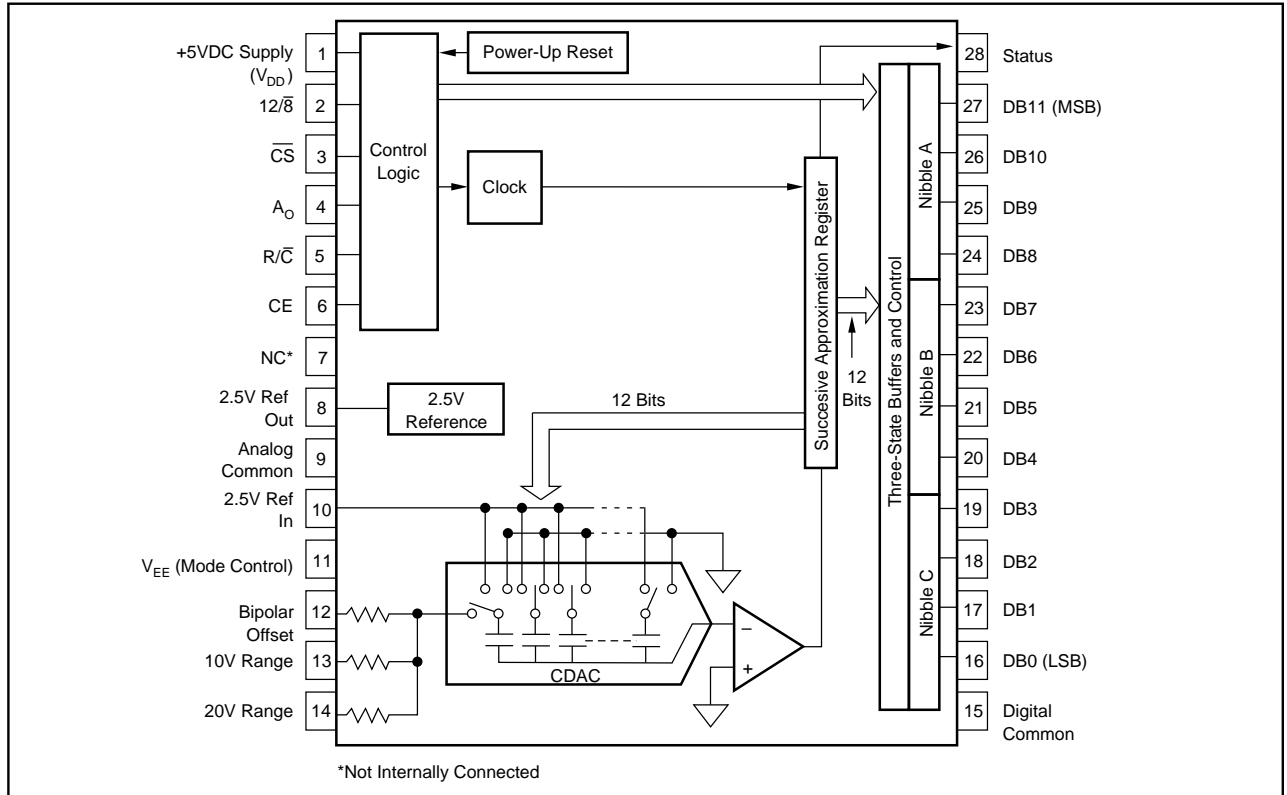 +5VDC Supply
(VDD)
1
12/8̅
2
C̅S̅
3
AO
4
R/C̅
5
CE
6
NC*
7
2.5V Ref
Out
8
Analog
Common
9
2.5V Ref
In
10
VEE (Mode Control)
11
Bipolar
Offset
12
10V Range
13
20V Range
14
Control
Logic
Power-Up Reset
Clock
2.5V
Reference
12 Bits
CDAC
–
+
Succesive Approximation Register
12
Bits
Three-State Buffers and Control
Nibble A
Nibble B
Nibble C
28
Status
27
DB11 (MSB)
26
DB10
25
DB9
24
DB8
23
DB7
22
DB6
21
DB5
20
DB4
19
DB3
18
DB2
17
DB1
16
DB0 (LSB)
15
Digital
Common
*Not Internally Connected